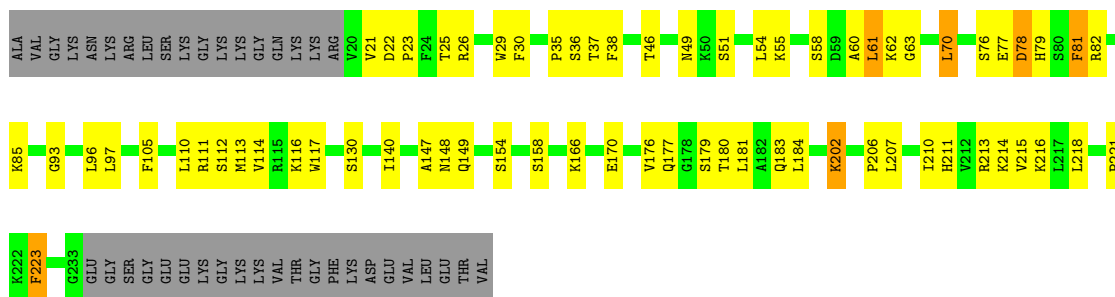 ALA VAL GLY LYS ASN LYS ARG LEU SER LYS GLY LYS LYS GLY GLN LYS LYS ARG V20 V21 D22 P23 F24 T25 R26 W29 F30 P35 S36 T37 F38 T46 N49 K50 S51 L54 K55 S58 D59 A60 L61 K62 G63 L70 S76 E77 D78 H79 S80 F81 R82
K85 G93 L96 L97 F105 L110 R111 S112 M113 V114 R115 K116 W117 S130 I140 A147 N148 Q149 S154 S158 K166 E170 V176 Q177 G178 S179 T180 L181 A182 Q183 L184 K202 P206 L207 I210 H211 V212 R213 K214 V215 K216 L217 L218
K222 F223 G233 GLU GLY SER GLY GLU GLU LYS GLY LYS LYS VAL THR GLY PHE LYS ASP GLU VAL LEU GLU THR VAL